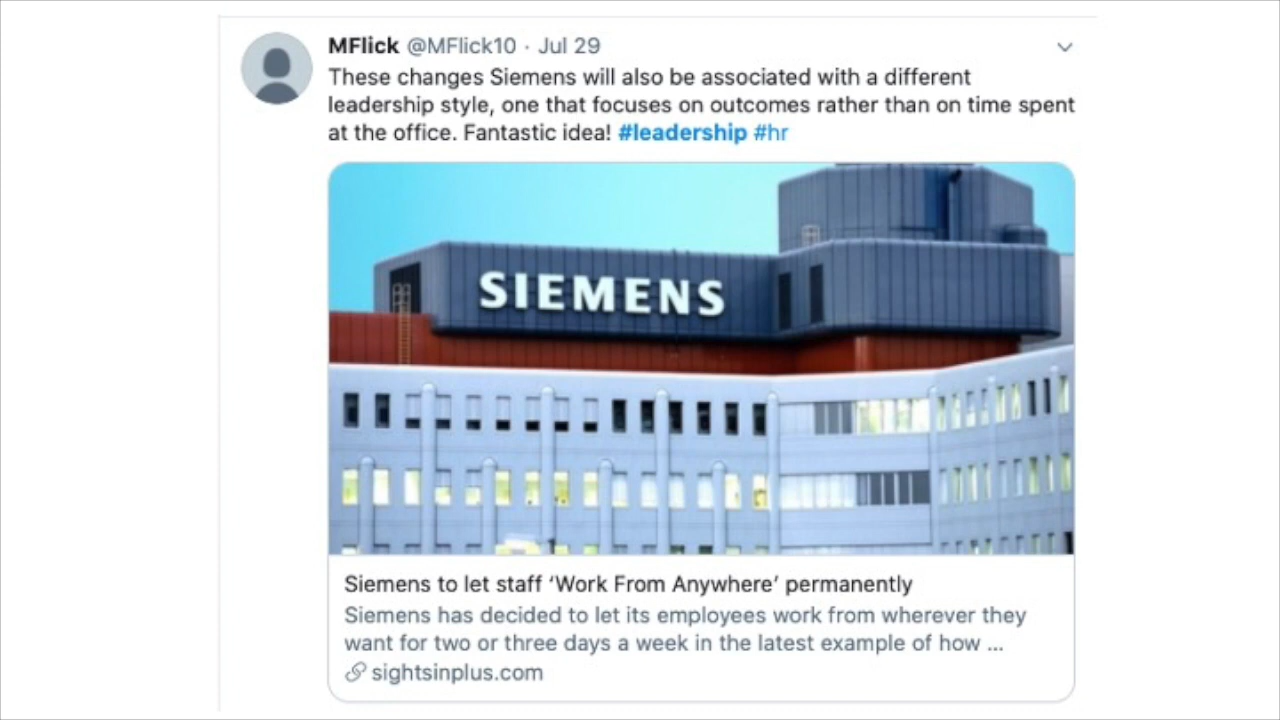 MFlick @MFlick10 · Jul 29
These changes Siemens will also be associated with a different
leadership style, one that focuses on outcomes rather than on time spent
at the office. Fantastic idea! #leadership #hr
SIEMENS
Siemens to let staff ‘Work From Anywhere’ permanently
Siemens has decided to let its employees work from wherever they
want for two or three days a week in the latest example of how ...
sightsinplus.com